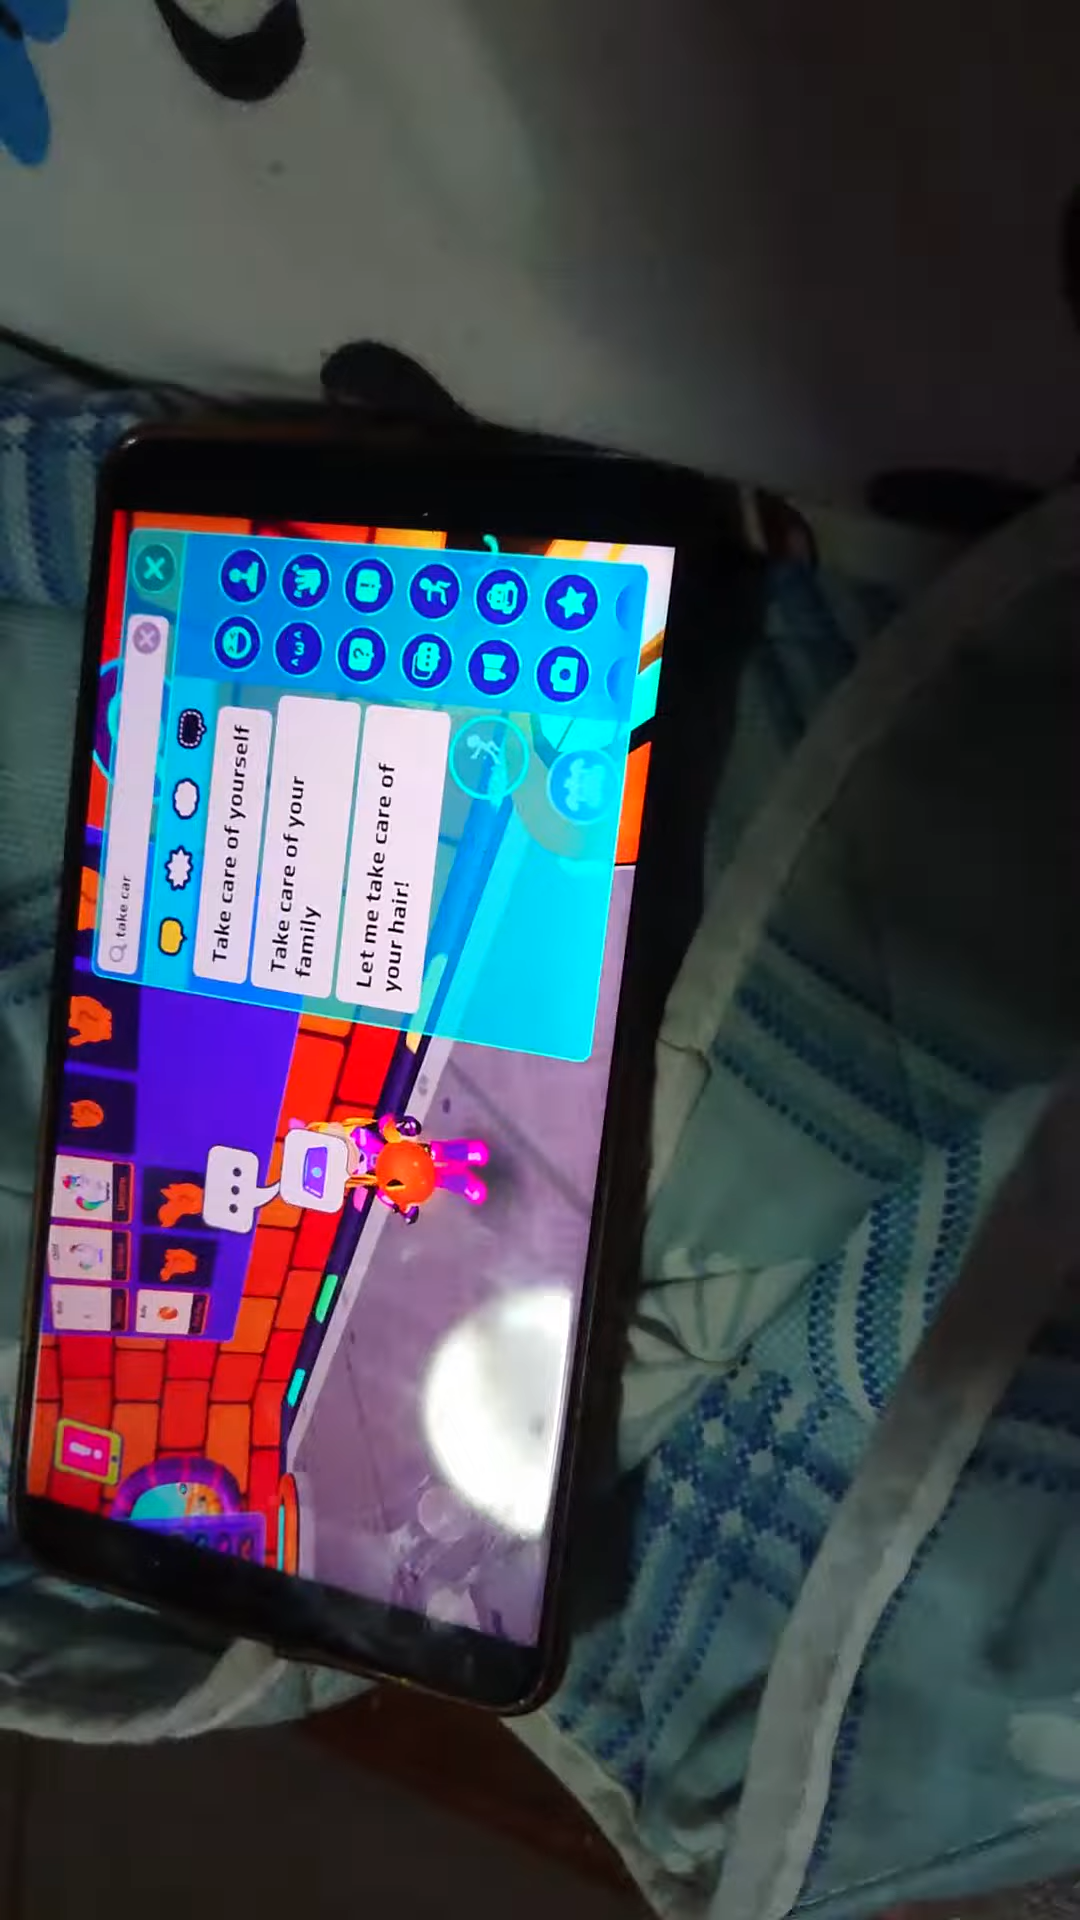 take car
Take care of yourself
Take care of your
family
Let me take care of
your hair!